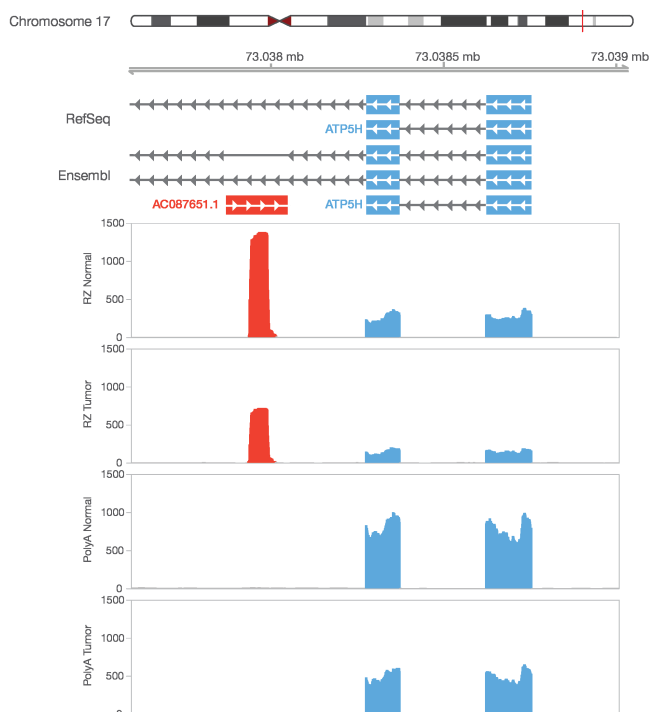 Chromosome 17
73.038 mb 73.0385 mb 73.039 mb
RefSeq
ATP5H
Ensembl
AC087651.1 ATP5H
RZ Normal
1500
1000
500
0
RZ Tumor
1500
1000
500
0
PolyA Normal
1500
1000
500
0
PolyA Tumor
1500
1000
500
0